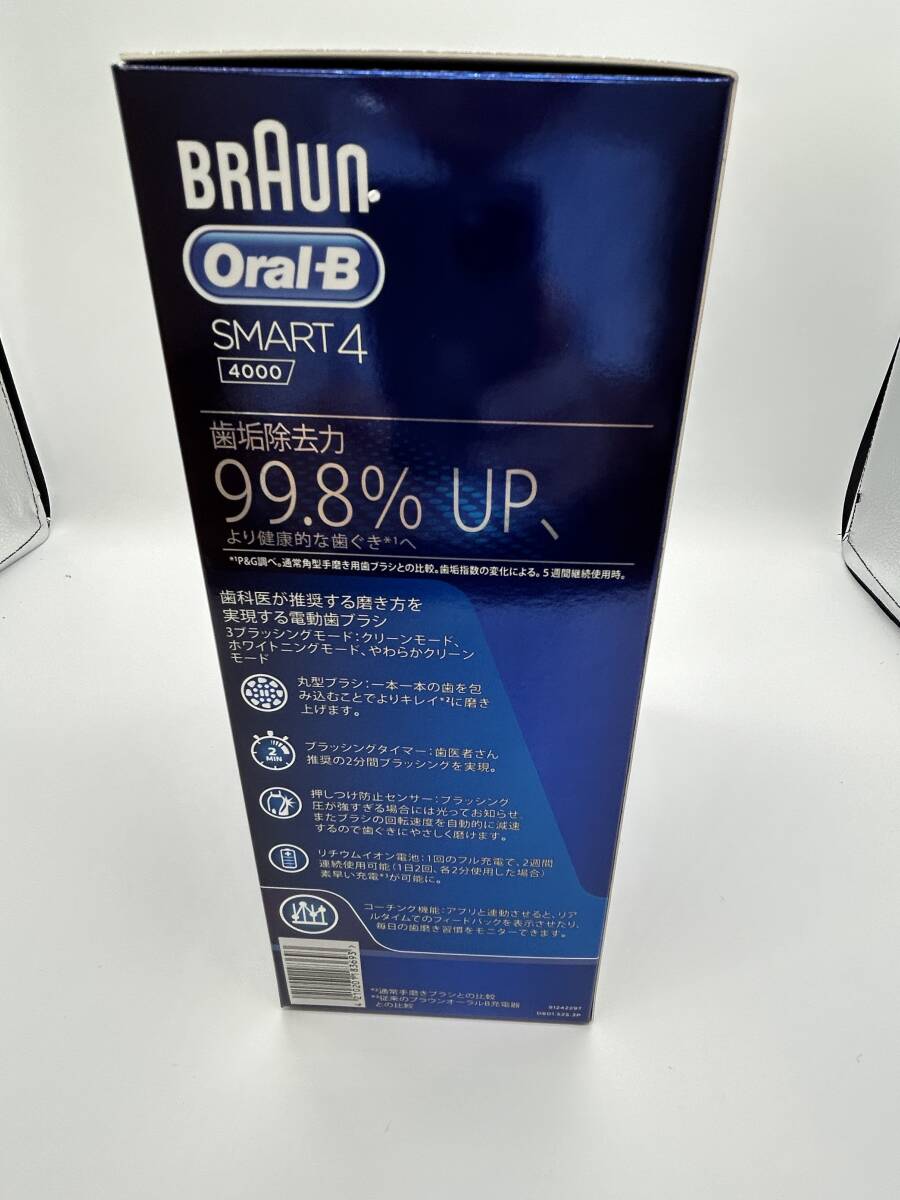 BRAUN
Oral-B
SMART 4
4000
歯垢除去力
99.8% UP、
より健康的な歯ぐき*1へ
*1P&G調べ。通常角型手磨き用歯ブラシとの比較。歯垢指数の変化による。5週間継続使用時。
歯科医が推奨する磨き方を
実現する電動歯ブラシ
3ブラッシングモード:クリーンモード、
ホワイトニングモード、やわらかクリーン
モード
丸型ブラシ:一本一本の歯を包
み込むことでよりキレイ*2に磨き
上げます。
2
MIN
ブラッシングタイマー:歯医者さん
推奨の2分間ブラッシングを実現。
押しつけ防止センサー:ブラッシング
圧が強すぎる場合には光ってお知らせ。
またブラシの回転速度を自動的に減速
するので歯ぐきにやさしく磨けます。
リチウムイオン電池:1回のフル充電で、2週間
連続使用可能(1日2回、各2分使用した場合)
素早い充電*3が可能に。
コーチング機能:アプリと連動させると、リア
ルタイムでのフィードバックを表示させたり、
毎日の歯磨き習慣をモニターできます。
4 210201 183693
*2通常手磨きブラシとの比較
*3従来のブラウンオーラルB充電器
との比較
91242297
D601.525.3P